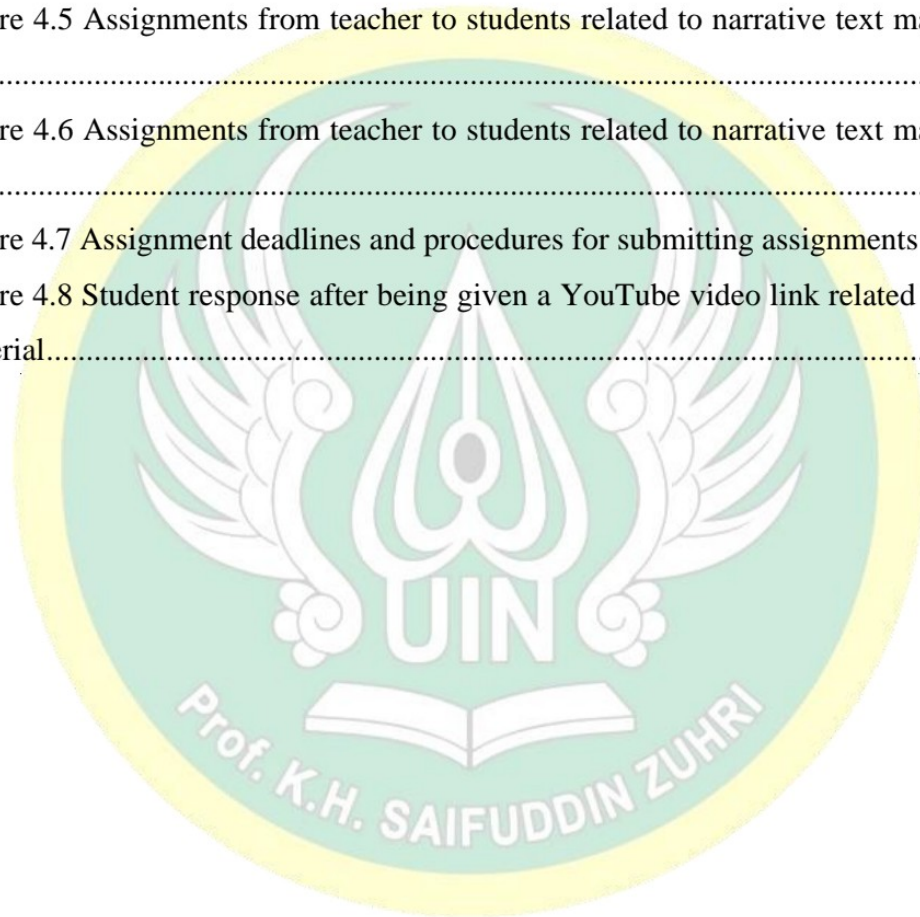 re 4.5 Assignments from teacher to students related to narrative text ma
....................................................................................................
re 4.6 Assignments from teacher to students related to narrative text ma
....................................................................................................
re 4.7 Assignment deadlines and procedures for submitting assignments
re 4.8 Student response after being given a YouTube video link related
erial....................................................................................................
UIN
Prof. K.H. SAIFUDDIN ZUHRI